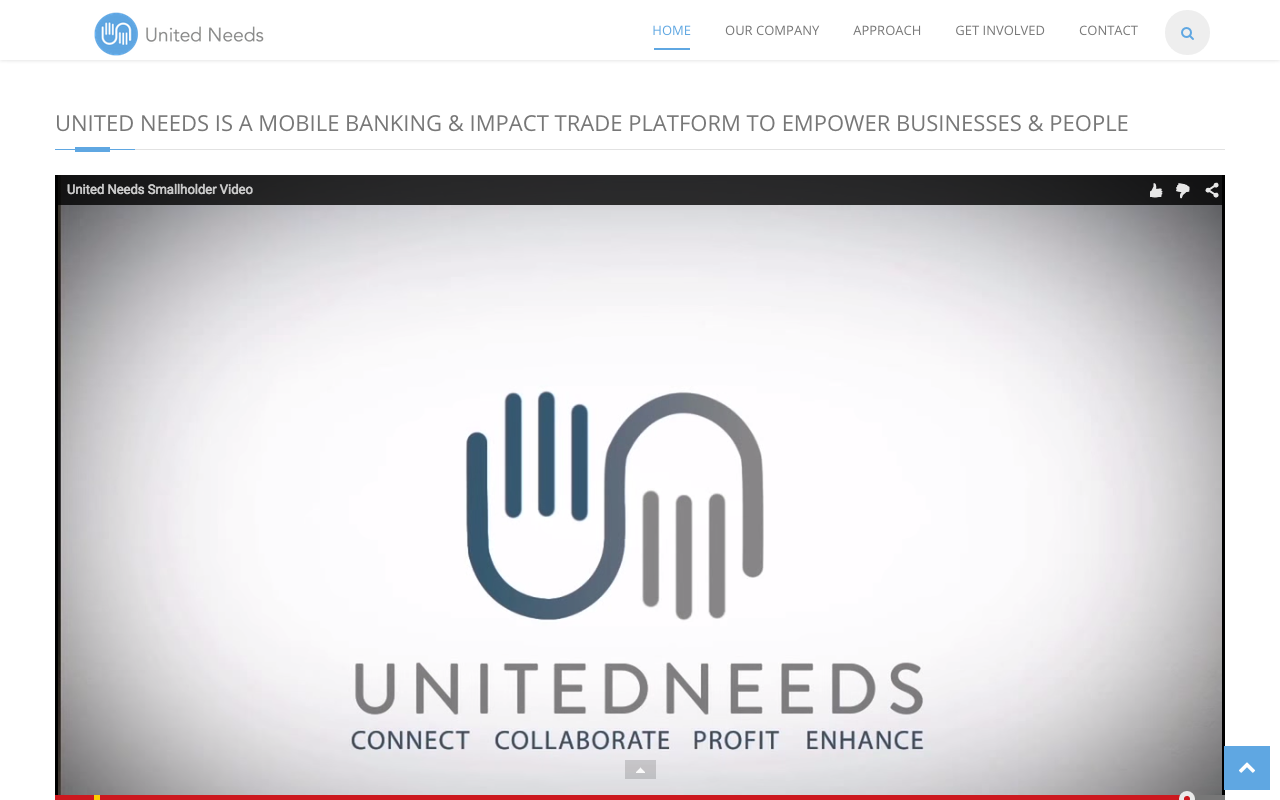 United Needs
HOME OUR COMPANY APPROACH GET INVOLVED CONTACT
UNITED NEEDS IS A MOBILE BANKING & IMPACT TRADE PLATFORM TO EMPOWER BUSINESSES & PEOPLE
United Needs Smallholder Video
UNITEDNEEDS
CONNECT COLLABORATE PROFIT ENHANCE